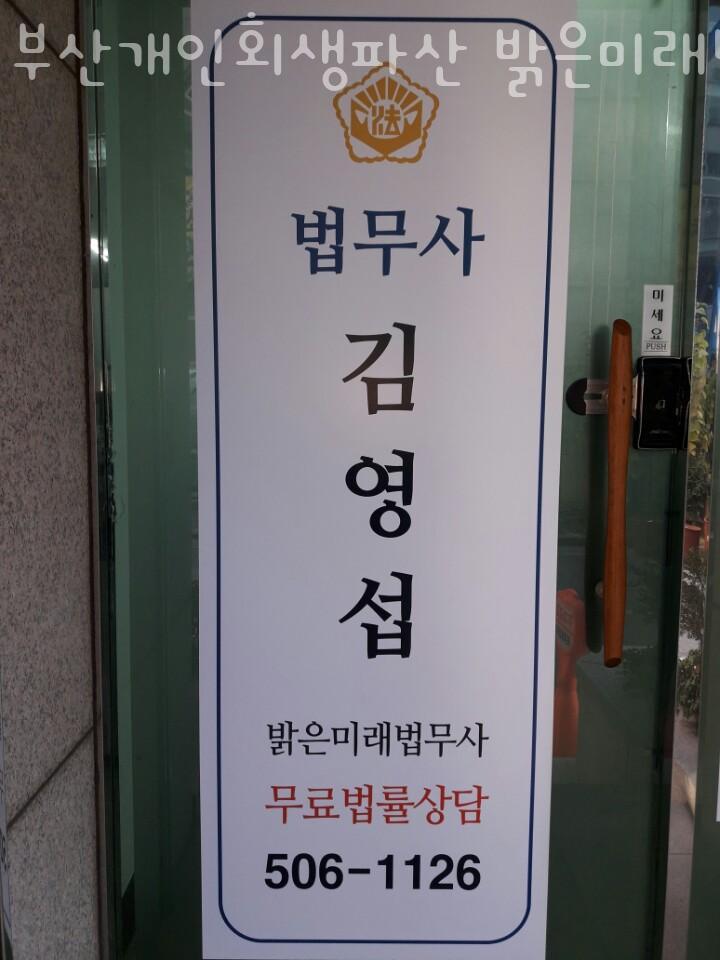 부산개인회생파산 밝은미래
法
법무사
김
영
섭
밝은미래법무사
무료법률상담
506-1126
미세요
PUSH